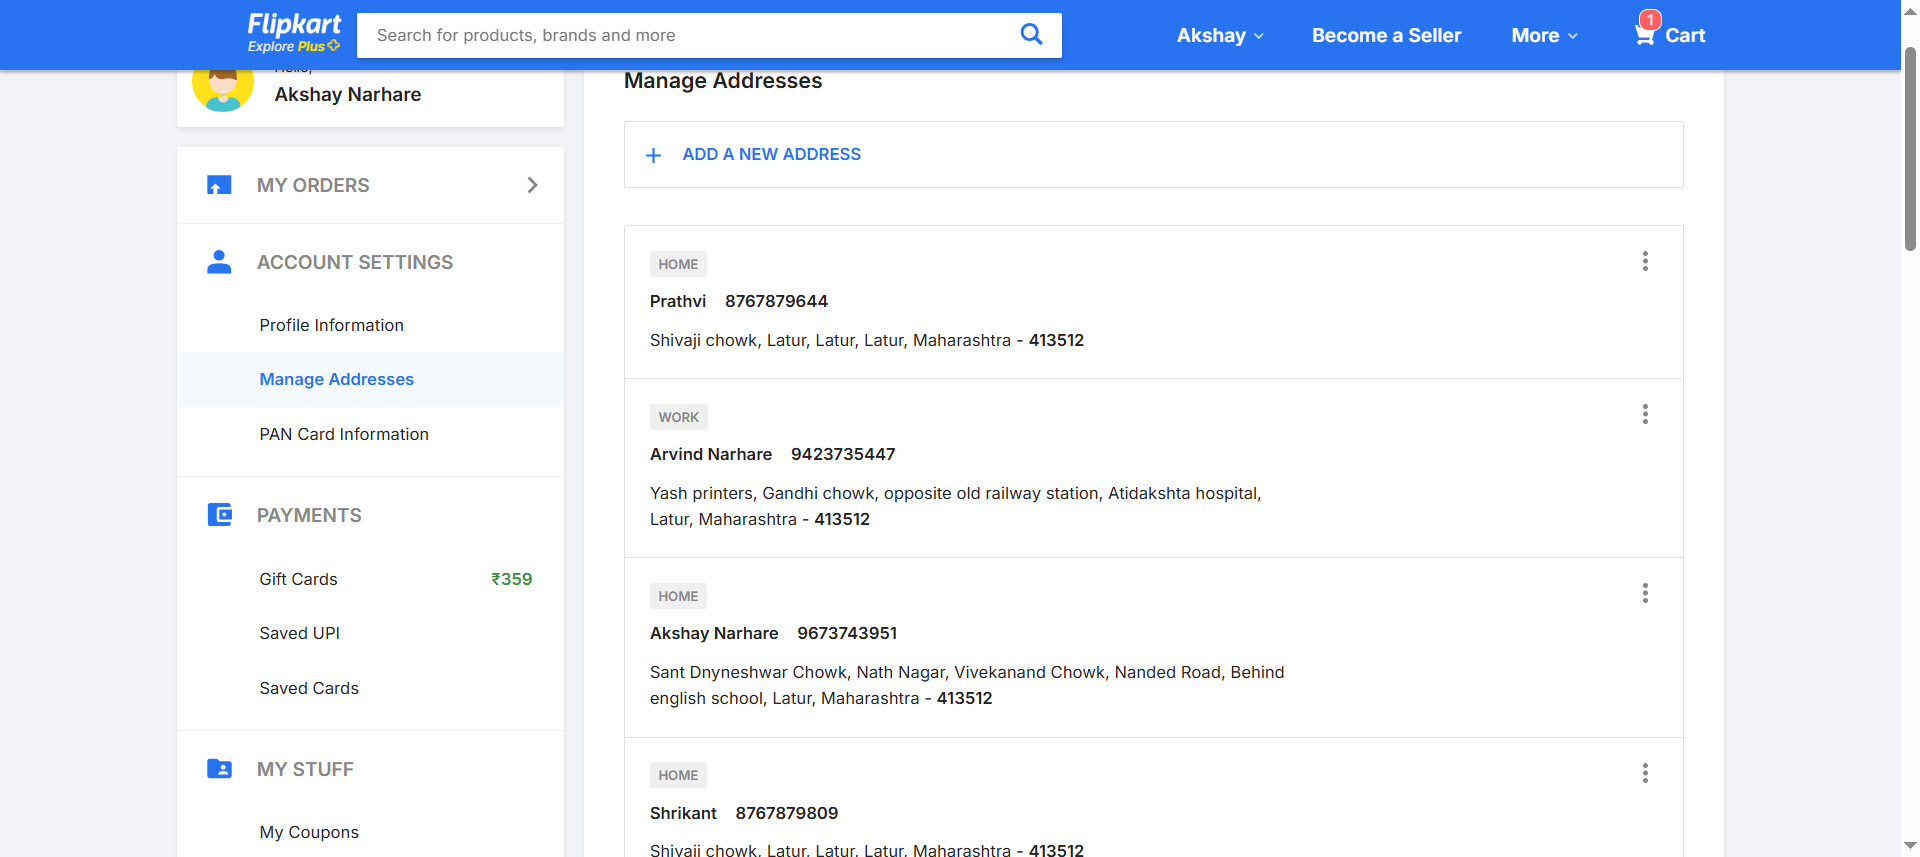 Flipkart
Explore Plus
Search for products, brands and more
Akshay
Become a Seller
More
1
Cart
Hello,
Akshay Narhare
MY ORDERS
ACCOUNT SETTINGS
Profile Information
Manage Addresses
PAN Card Information
PAYMENTS
Gift Cards ₹359
Saved UPI
Saved Cards
MY STUFF
My Coupons
Manage Addresses
ADD A NEW ADDRESS
HOME
Prathvi 8767879644
Shivaji chowk, Latur, Latur, Latur, Maharashtra - 413512
WORK
Arvind Narhare 9423735447
Yash printers, Gandhi chowk, opposite old railway station, Atidakshta hospital,
Latur, Maharashtra - 413512
HOME
Akshay Narhare 9673743951
Sant Dnyneshwar Chowk, Nath Nagar, Vivekanand Chowk, Nanded Road, Behind
english school, Latur, Maharashtra - 413512
HOME
Shrikant 8767879809
Shivaji chowk, Latur, Latur, Latur, Maharashtra - 413512